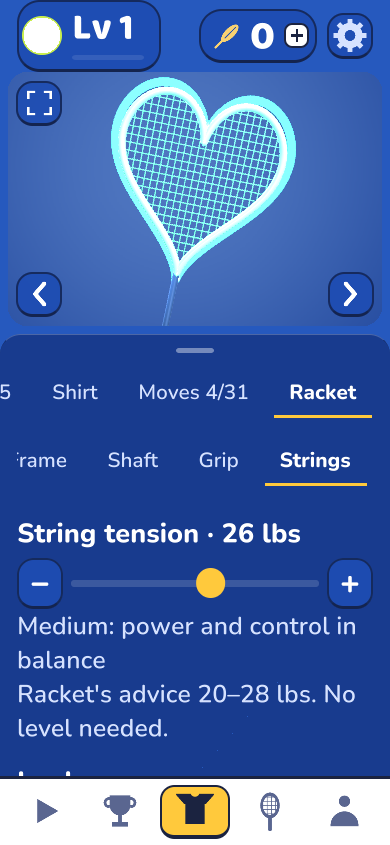 Lv 1
0
5 Shirt Moves 4/31 Racket
rame Shaft Grip Strings
String tension · 26 lbs
Medium: power and control in
balance
Racket's advice 20–28 lbs. No
level needed.